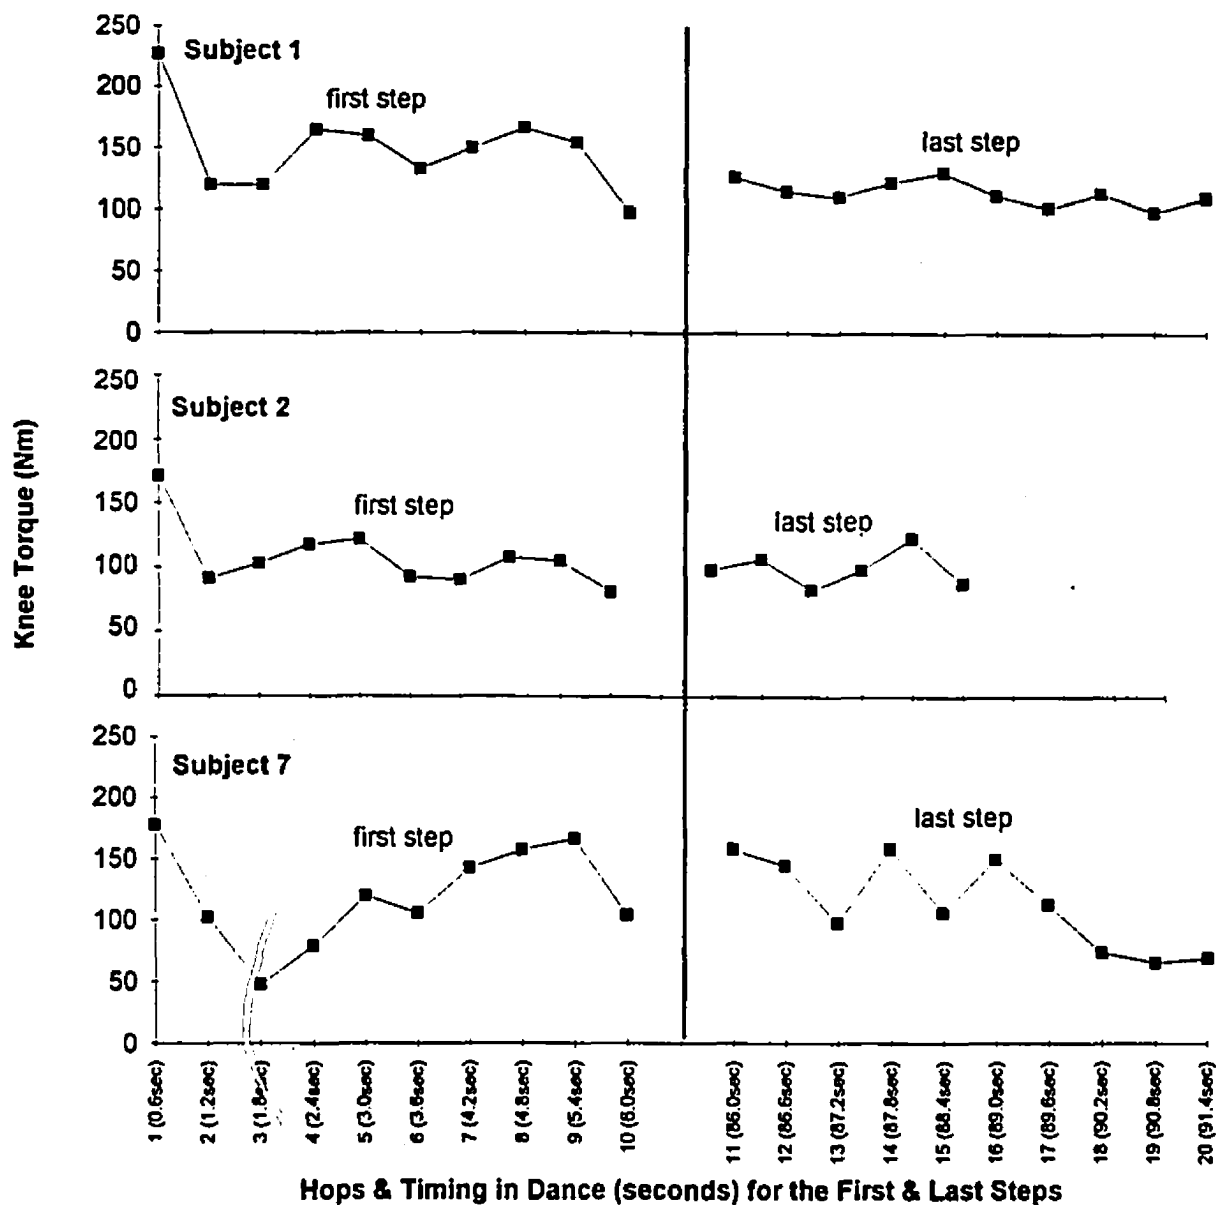 250
200
150
100
50
0
Subject 1
first step
last step
250
200
150
100
50
0
Subject 2
first step
last step
250
200
150
100
50
0
Subject 7
first step
last step
Knee Torque (Nm)
1 (0.6sec)
2 (1.2sec)
3 (1.8sec)
4 (2.4sec)
5 (3.0sec)
6 (3.6sec)
7 (4.2sec)
8 (4.8sec)
9 (5.4sec)
10 (6.0sec)
11 (86.0sec)
12 (86.6sec)
13 (87.2sec)
14 (87.8sec)
15 (88.4sec)
16 (89.0sec)
17 (89.6sec)
18 (90.2sec)
19 (90.8sec)
20 (91.4sec)
Hops & Timing in Dance (seconds) for the First & Last Steps